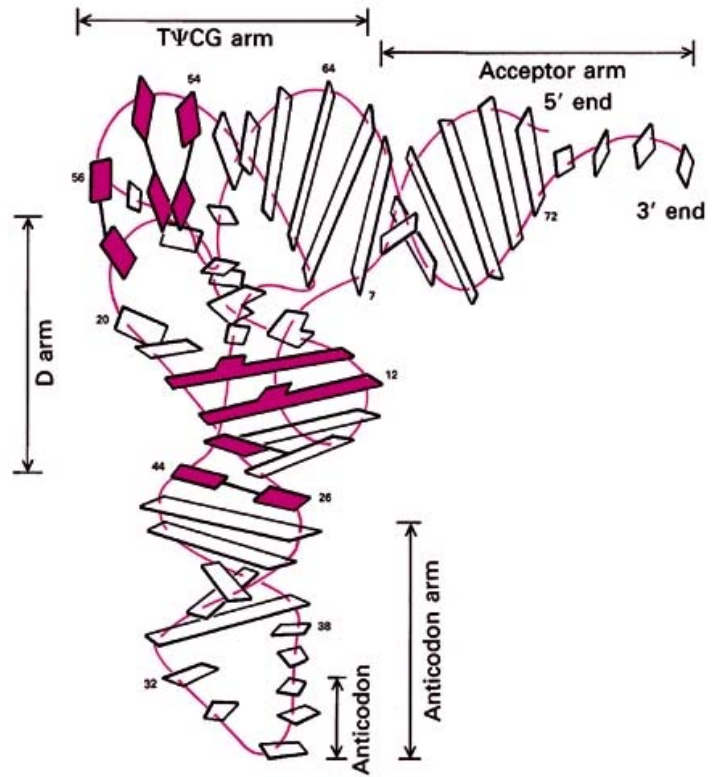 TΨCG arm
Acceptor arm
5′ end
54
64
56
72
3′ end
7
20
D arm
12
44
26
38
32
Anticodon
Anticodon arm